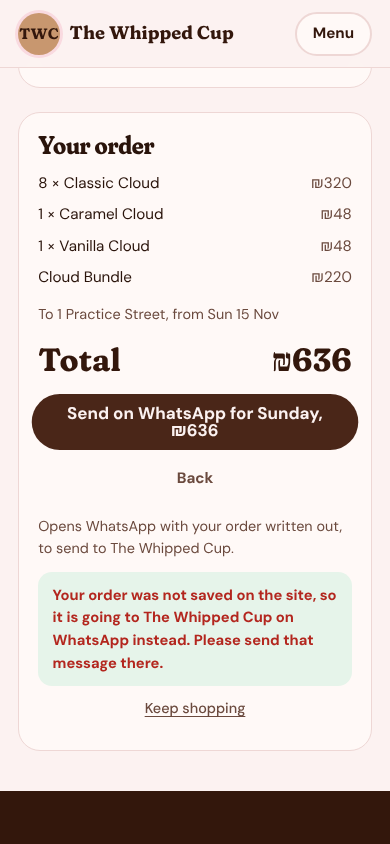 TWC The Whipped Cup Menu
Your order
8 × Classic Cloud ₪320
1 × Caramel Cloud ₪48
1 × Vanilla Cloud ₪48
Cloud Bundle ₪220
To 1 Practice Street, from Sun 15 Nov
Total ₪636
Send on WhatsApp for Sunday,
₪636
Back
Opens WhatsApp with your order written out,
to send to The Whipped Cup.
Your order was not saved on the site, so
it is going to The Whipped Cup on
WhatsApp instead. Please send that
message there.
Keep shopping